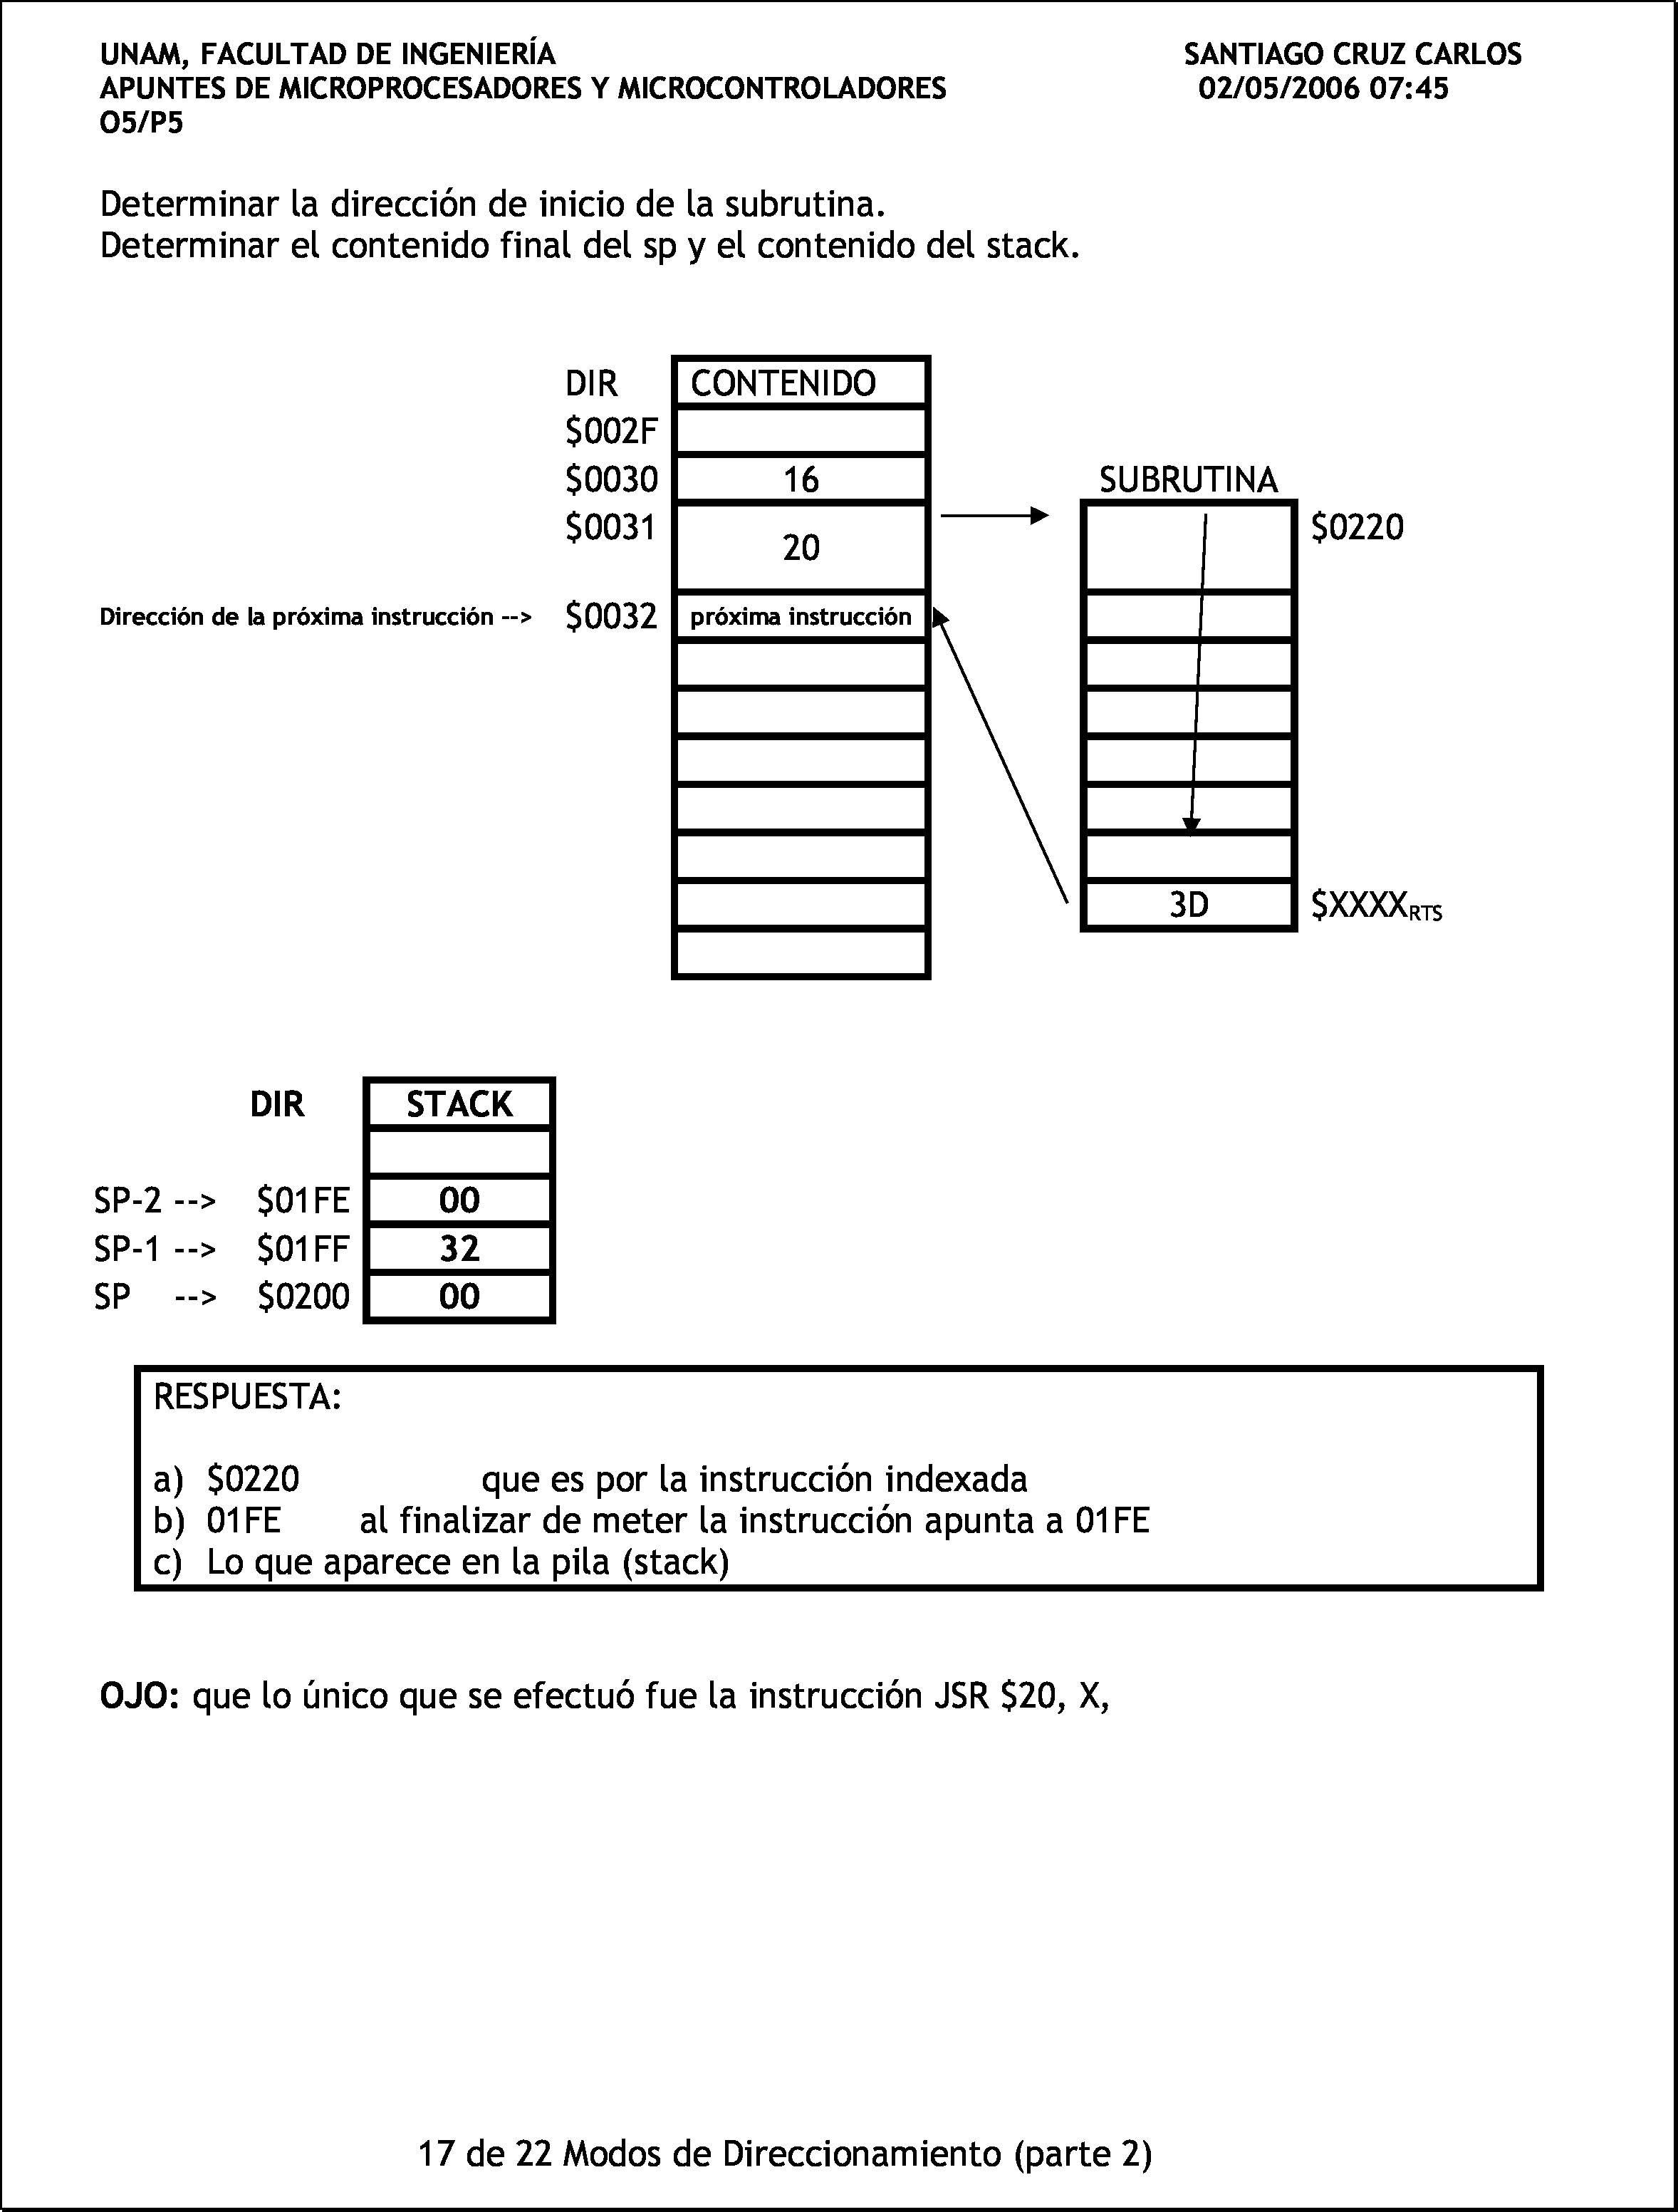 UNAM, FACULTAD DE INGENIERÍA SANTIAGO CRUZ CARLOS
APUNTES DE MICROPROCESADORES Y MICROCONTROLADORES 02/05/2006 07:45
O5/P5
Determinar la dirección de inicio de la subrutina.
Determinar el contenido final del sp y el contenido del stack.
DIR CONTENIDO
$002F
$0030 16 SUBRUTINA
$0031 20 $0220
Dirección de la próxima instrucción --> $0032 próxima instrucción
3D $XXXXRTS
DIR STACK
SP-2 --> $01FE 00
SP-1 --> $01FF 32
SP --> $0200 00
RESPUESTA:
a) $0220 que es por la instrucción indexada
b) 01FE al finalizar de meter la instrucción apunta a 01FE
c) Lo que aparece en la pila (stack)
OJO: que lo único que se efectuó fue la instrucción JSR $20, X,
17 de 22 Modos de Direccionamiento (parte 2)